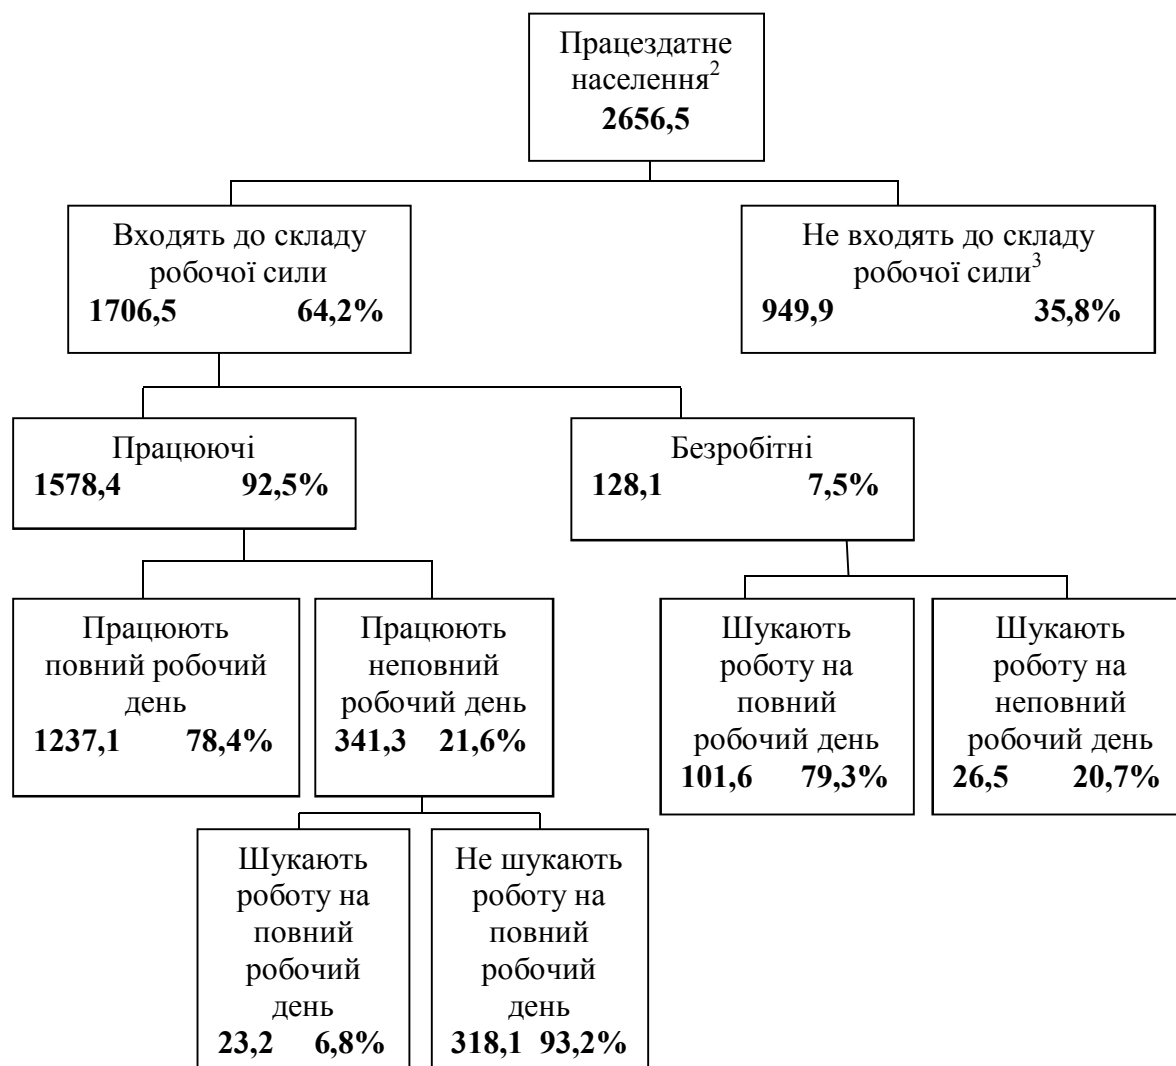 Працездатне
населення²
2656,5
Входять до складу
робочої сили
1706,5 64,2%
Не входять до складу
робочої сили³
949,9 35,8%
Працюючі
1578,4 92,5%
Безробітні
128,1 7,5%
Працюють
повний робочий
день
1237,1 78,4%
Працюють
неповний
робочий день
341,3 21,6%
Шукають
роботу на
повний
робочий день
101,6 79,3%
Шукають
роботу на
неповний
робочий день
26,5 20,7%
Шукають
роботу на
повний
робочий
день
23,2 6,8%
Не шукають
роботу на
повний
робочий
день
318,1 93,2%